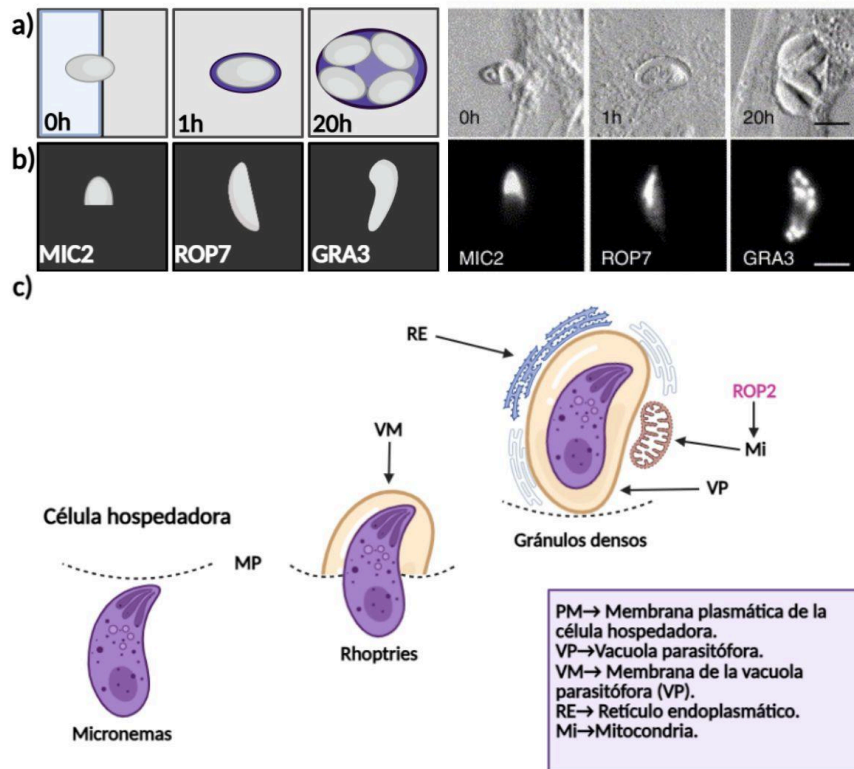 a)
0h
1h
20h
0h
1h
20h
b)
MIC2
ROP7
GRA3
MIC2
ROP7
GRA3
c)
RE
ROP2
VM
Mi
VP
Célula hospedadora
Gránulos densos
MP
Rhoptries
Micronemas
PM→ Membrana plasmática de la
célula hospedadora.
VP→Vacuola parasitófora.
VM→ Membrana de la vacuola
parasitófora (VP).
RE→ Retículo endoplasmático.
Mi→Mitocondria.